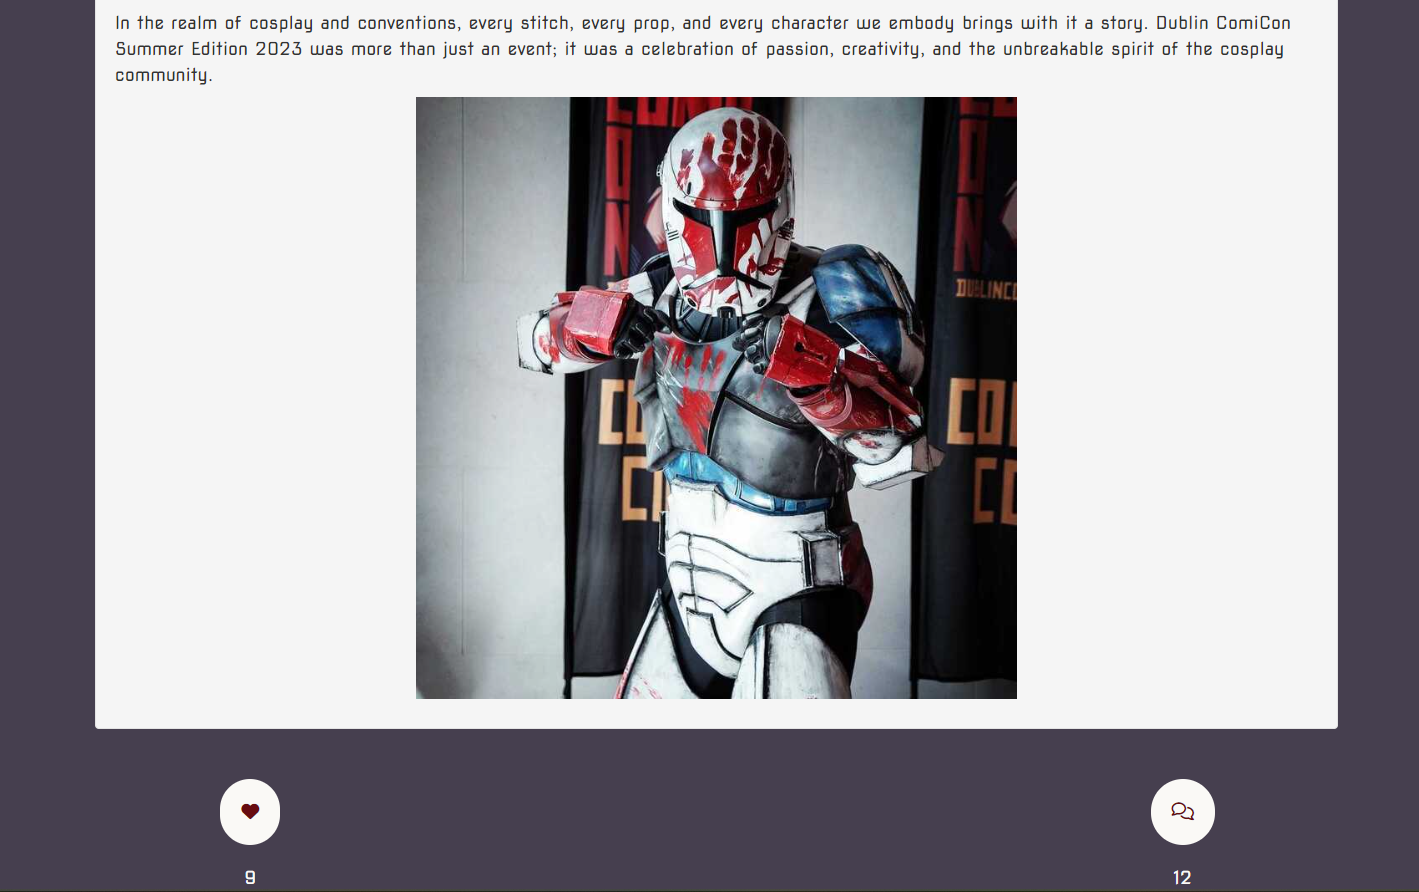 In the realm of cosplay and conventions, every stitch, every prop, and every character we embody brings with it a story. Dublin ComiCon
Summer Edition 2023 was more than just an event; it was a celebration of passion, creativity, and the unbreakable spirit of the cosplay
community.
CO
CO
9
12